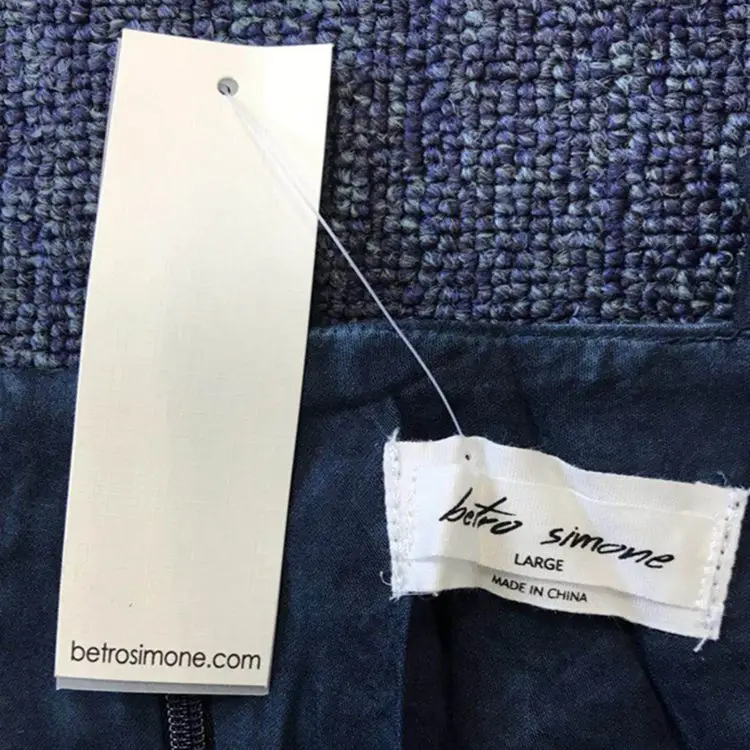 betrosimone.com
betro simone
LARGE
MADE IN CHINA